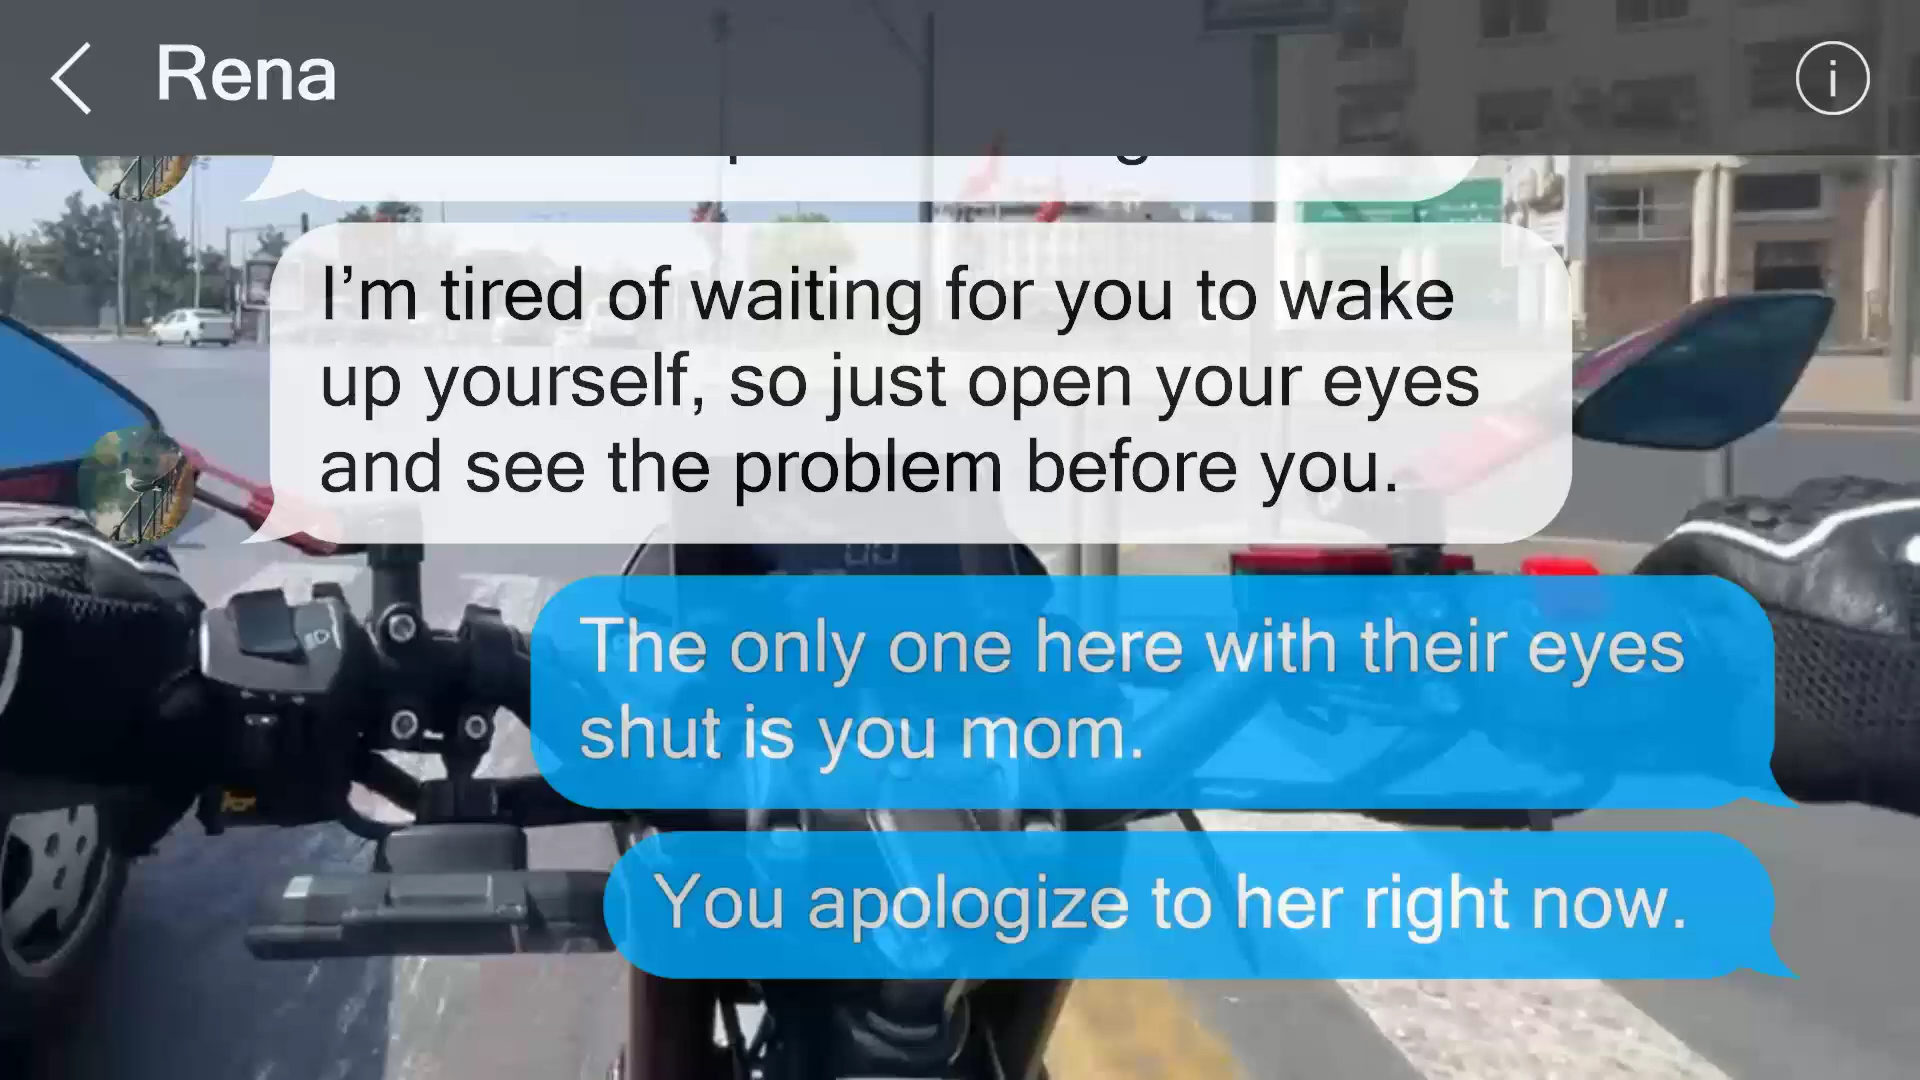 Rena
i
I’m tired of waiting for you to wake
up yourself, so just open your eyes
and see the problem before you.
The only one here with their eyes
shut is you mom.
You apologize to her right now.